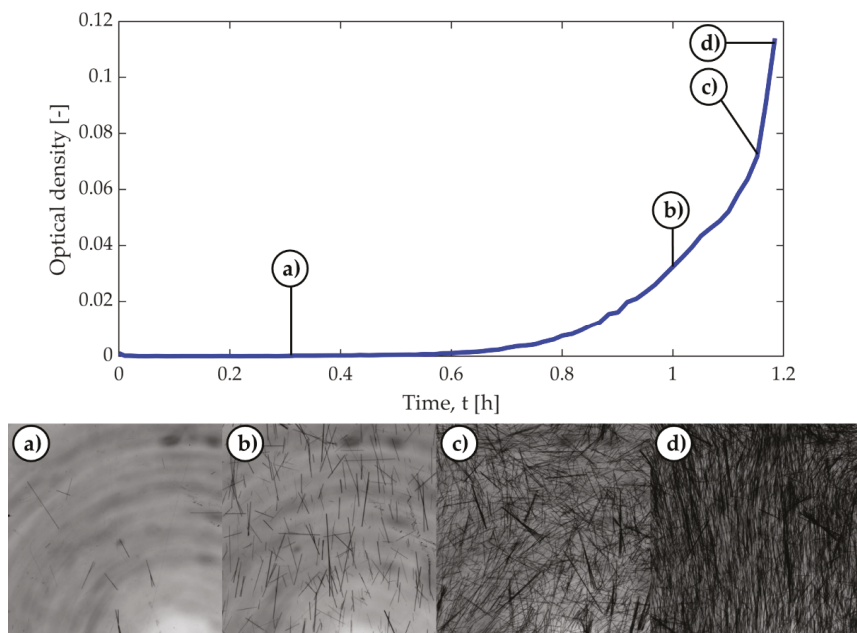 0.12
0.1
0.08
0.06
0.04
0.02
0
Optical density [-]
a)
b)
c)
d)
0 0.2 0.4 0.6 0.8 1 1.2
Time, t [h]
a) b) c) d)